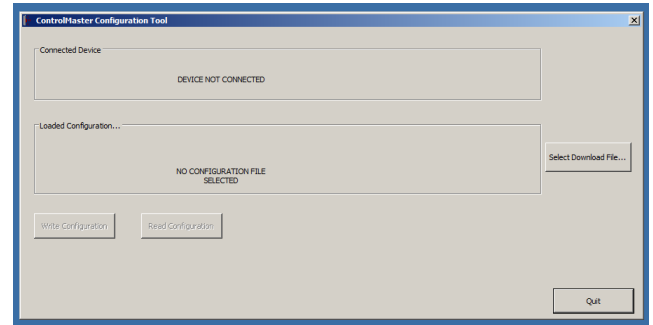 ControlMaster Configuration Tool
Connected Device
DEVICE NOT CONNECTED
Loaded Configuration...
NO CONFIGURATION FILE
SELECTED
Select Download File...
Write Configuration
Read Configuration
Quit